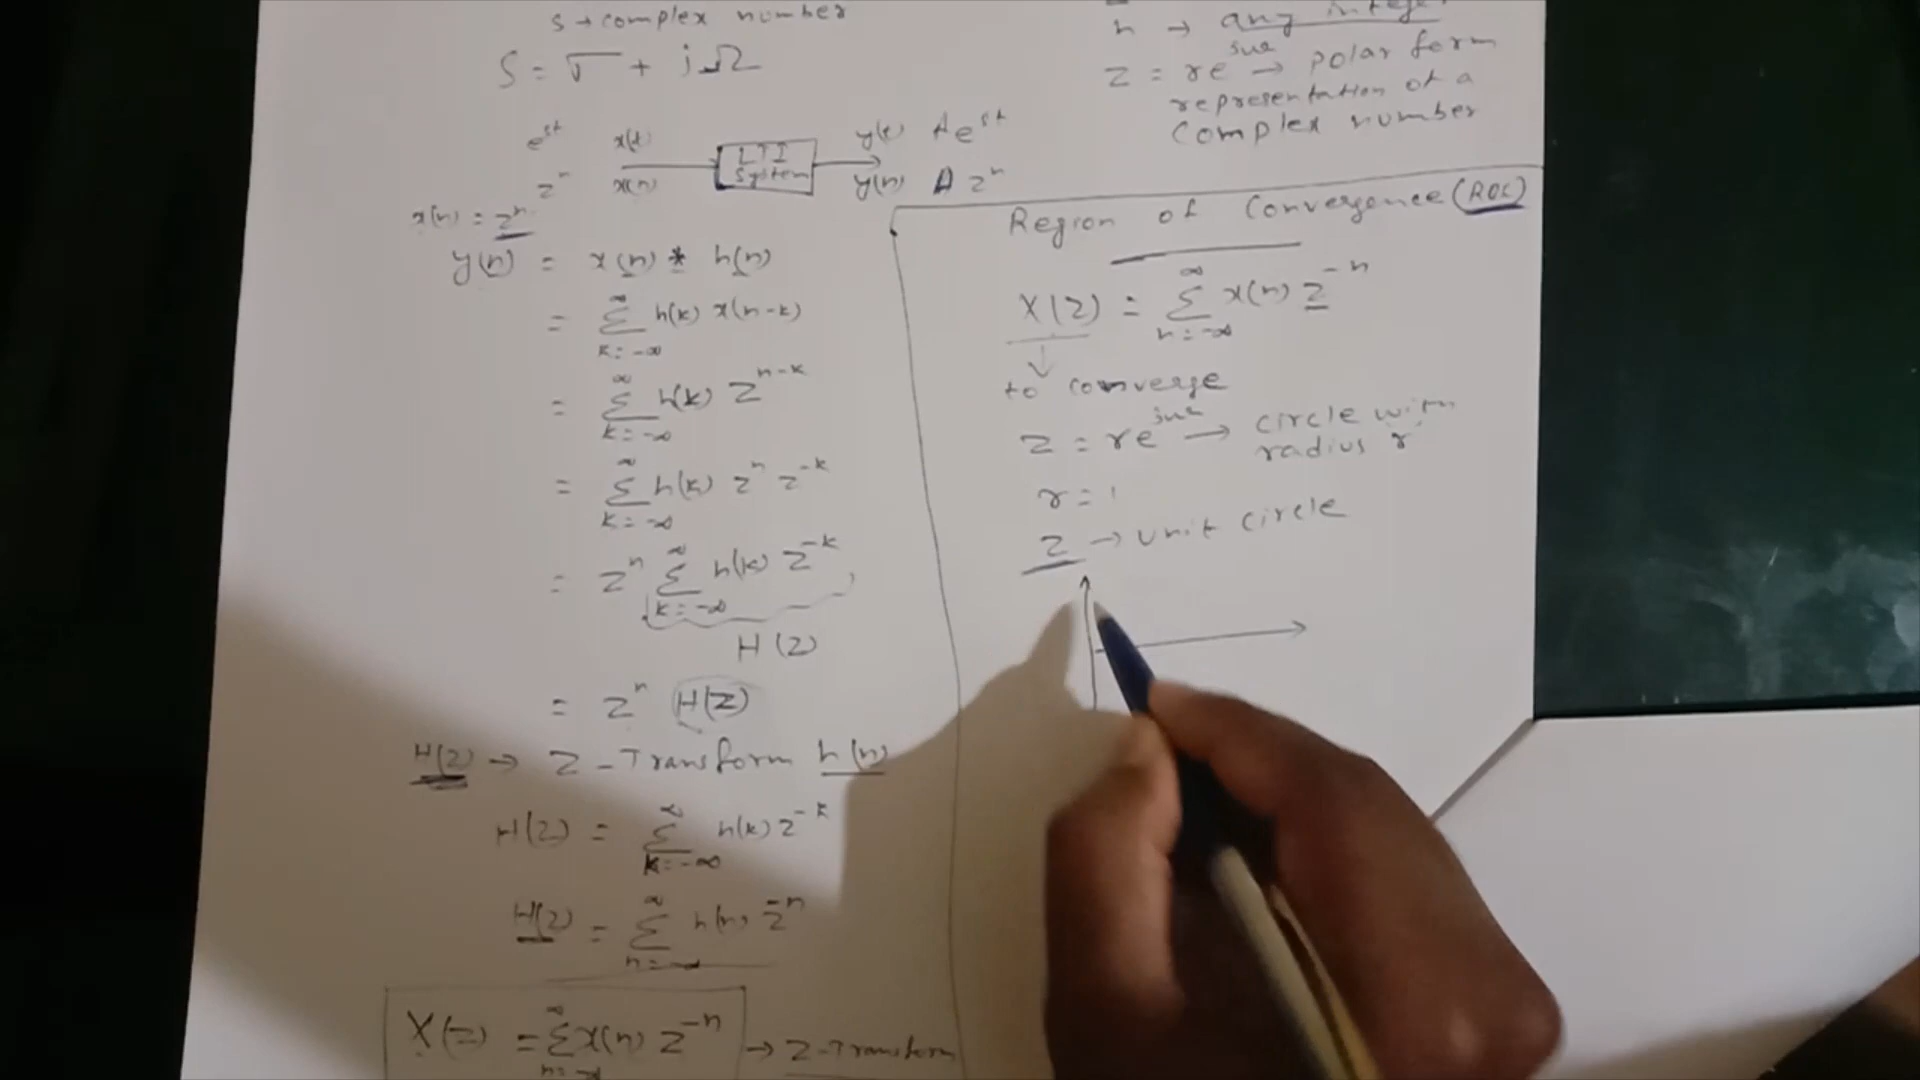 s → complex number
S = σ + jΩ
e^st x(t) LTI System y(t) A e^st
z^n x(n) y(n) A z^n
x(n) = z^n
y(n) = x(n) * h(n)
= Σ_{k=-∞}^{∞} h(k) x(n-k)
= Σ_{k=-∞}^{∞} h(k) z^{n-k}
= Σ_{k=-∞}^{∞} h(k) z^n z^{-k}
= z^n Σ_{k=-∞}^{∞} h(k) z^{-k}
H(z)
= z^n H(z)
H(z) → Z-Transform h(n)
H(z) = Σ_{k=-∞}^{∞} h(k) z^{-k}
H(z) = Σ_{n=-∞}^{∞} h(n) z^{-n}
X(z) = Σ_{n=-∞}^{∞} x(n) z^{-n} → Z-Transform
n → any integer
z = re^{jω} → polar form
representation of a
complex number
Region of Convergence (ROC)
X(z) = Σ_{n=-∞}^{∞} x(n) z^{-n}
↓
to converge
z = re^{jω} → circle with
radius r
r = 1
z → unit circle